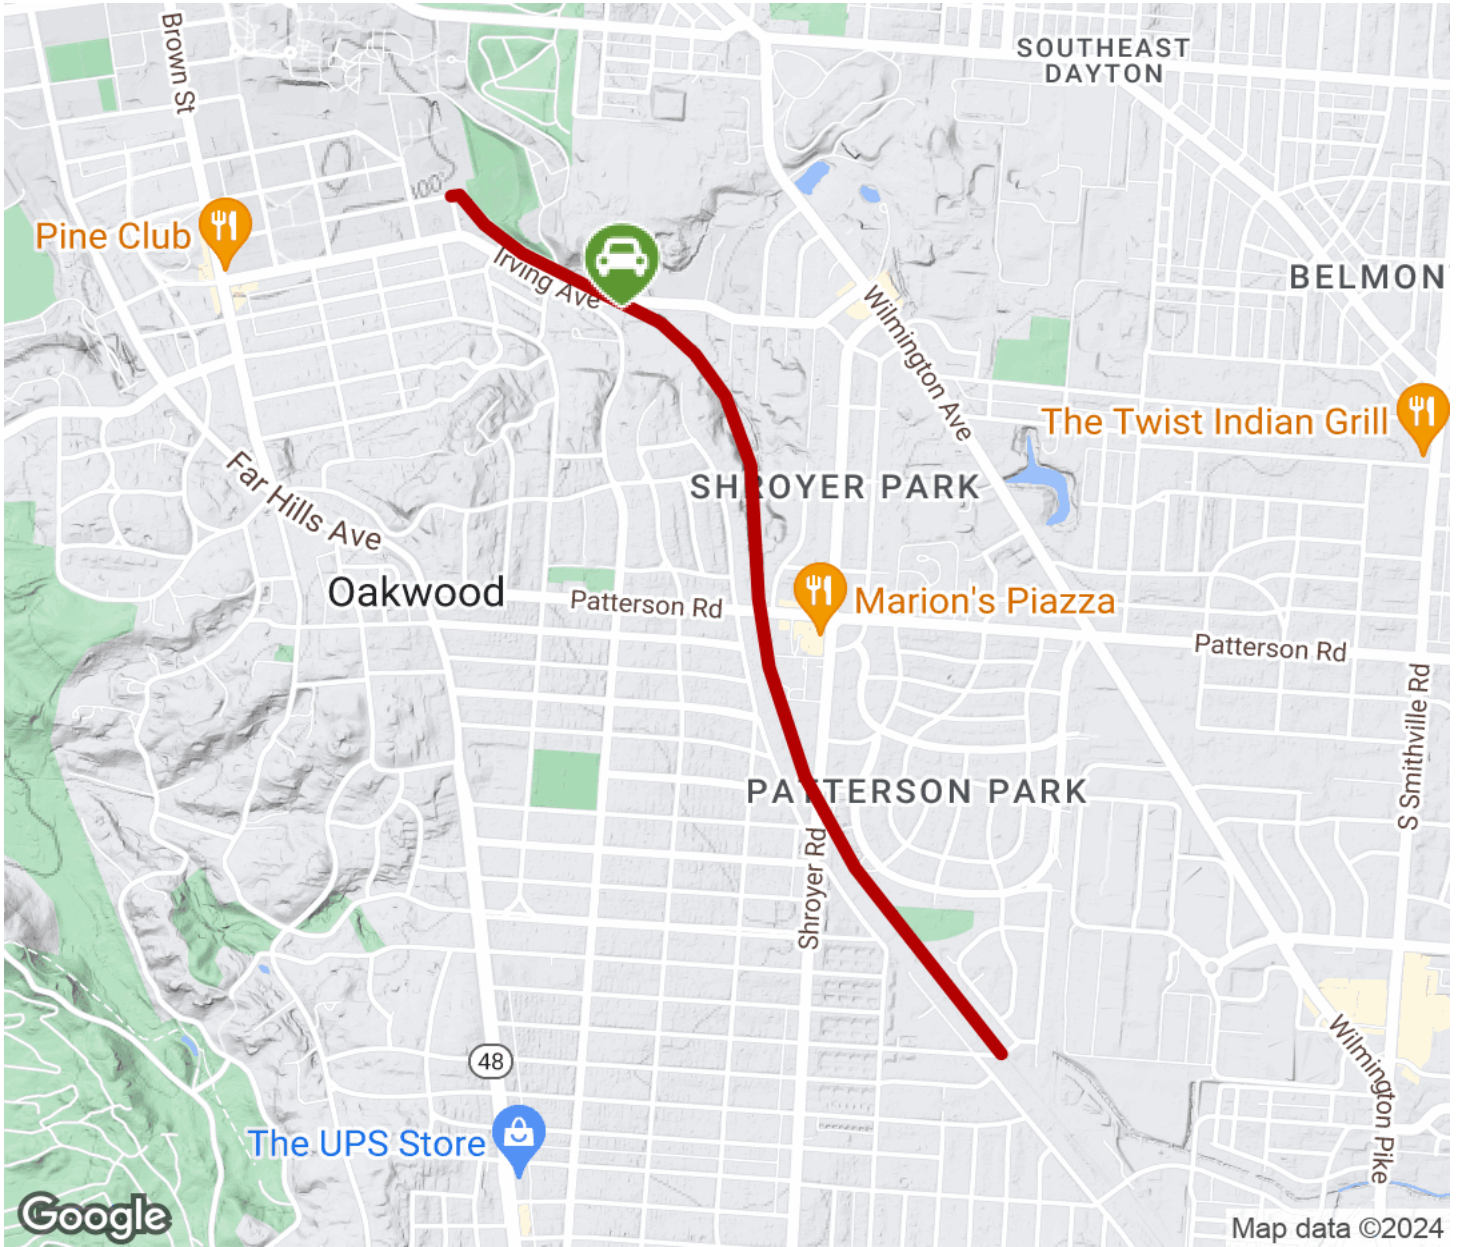 Brown St
SOUTHEAST
DAYTON
Pine Club
Irving Ave
BELMON
Wilmington Ave
The Twist Indian Grill
Far Hills Ave
SHROYER PARK
Oakwood
Patterson Rd
Marion's Piazza
Patterson Rd
S Smithville Rd
PATTERSON PARK
Shroyer Rd
48
Wilmington Pike
The UPS Store
Google
Map data ©2024